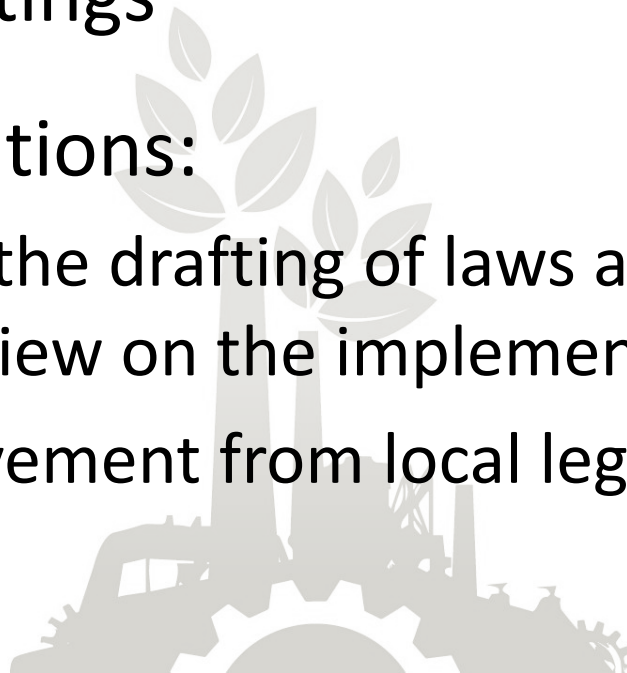 tings
tions:
the drafting of laws a
iew on the implemen
vement from local leg